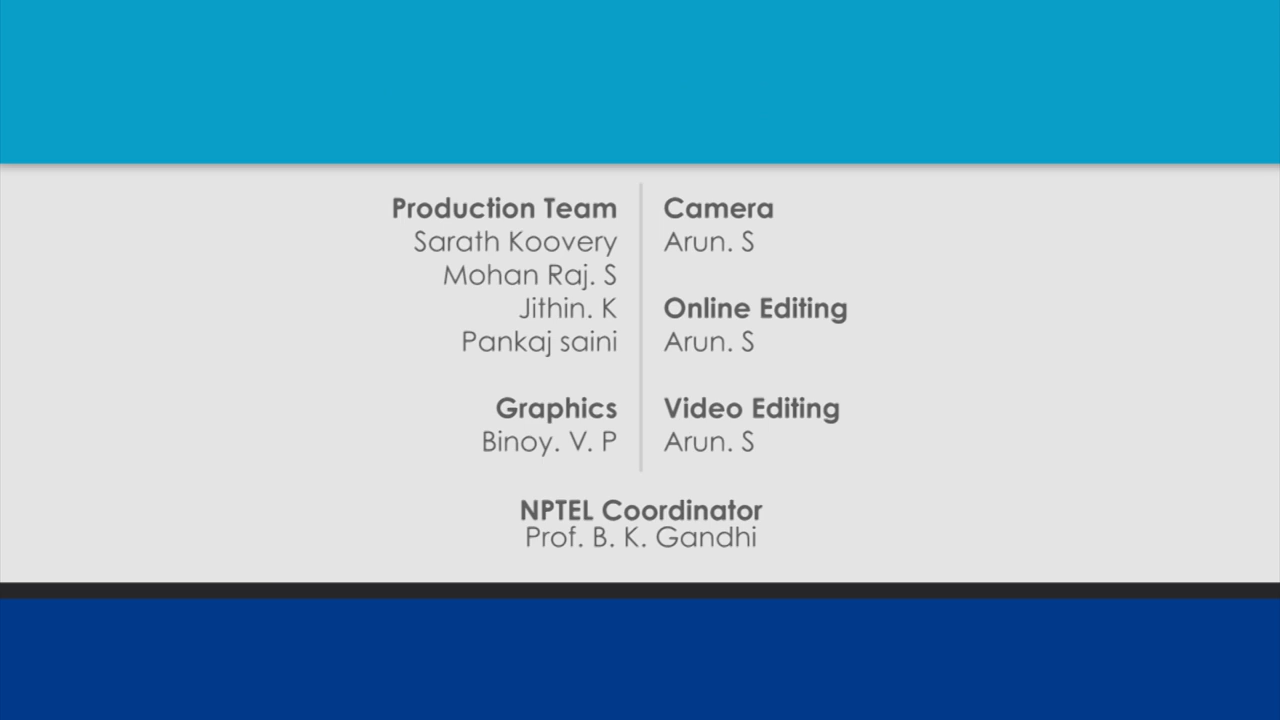 Production Team
Sarath Koovery
Mohan Raj. S
Jithin. K
Pankaj saini
Graphics
Binoy. V. P
Camera
Arun. S
Online Editing
Arun. S
Video Editing
Arun. S
NPTEL Coordinator
Prof. B. K. Gandhi